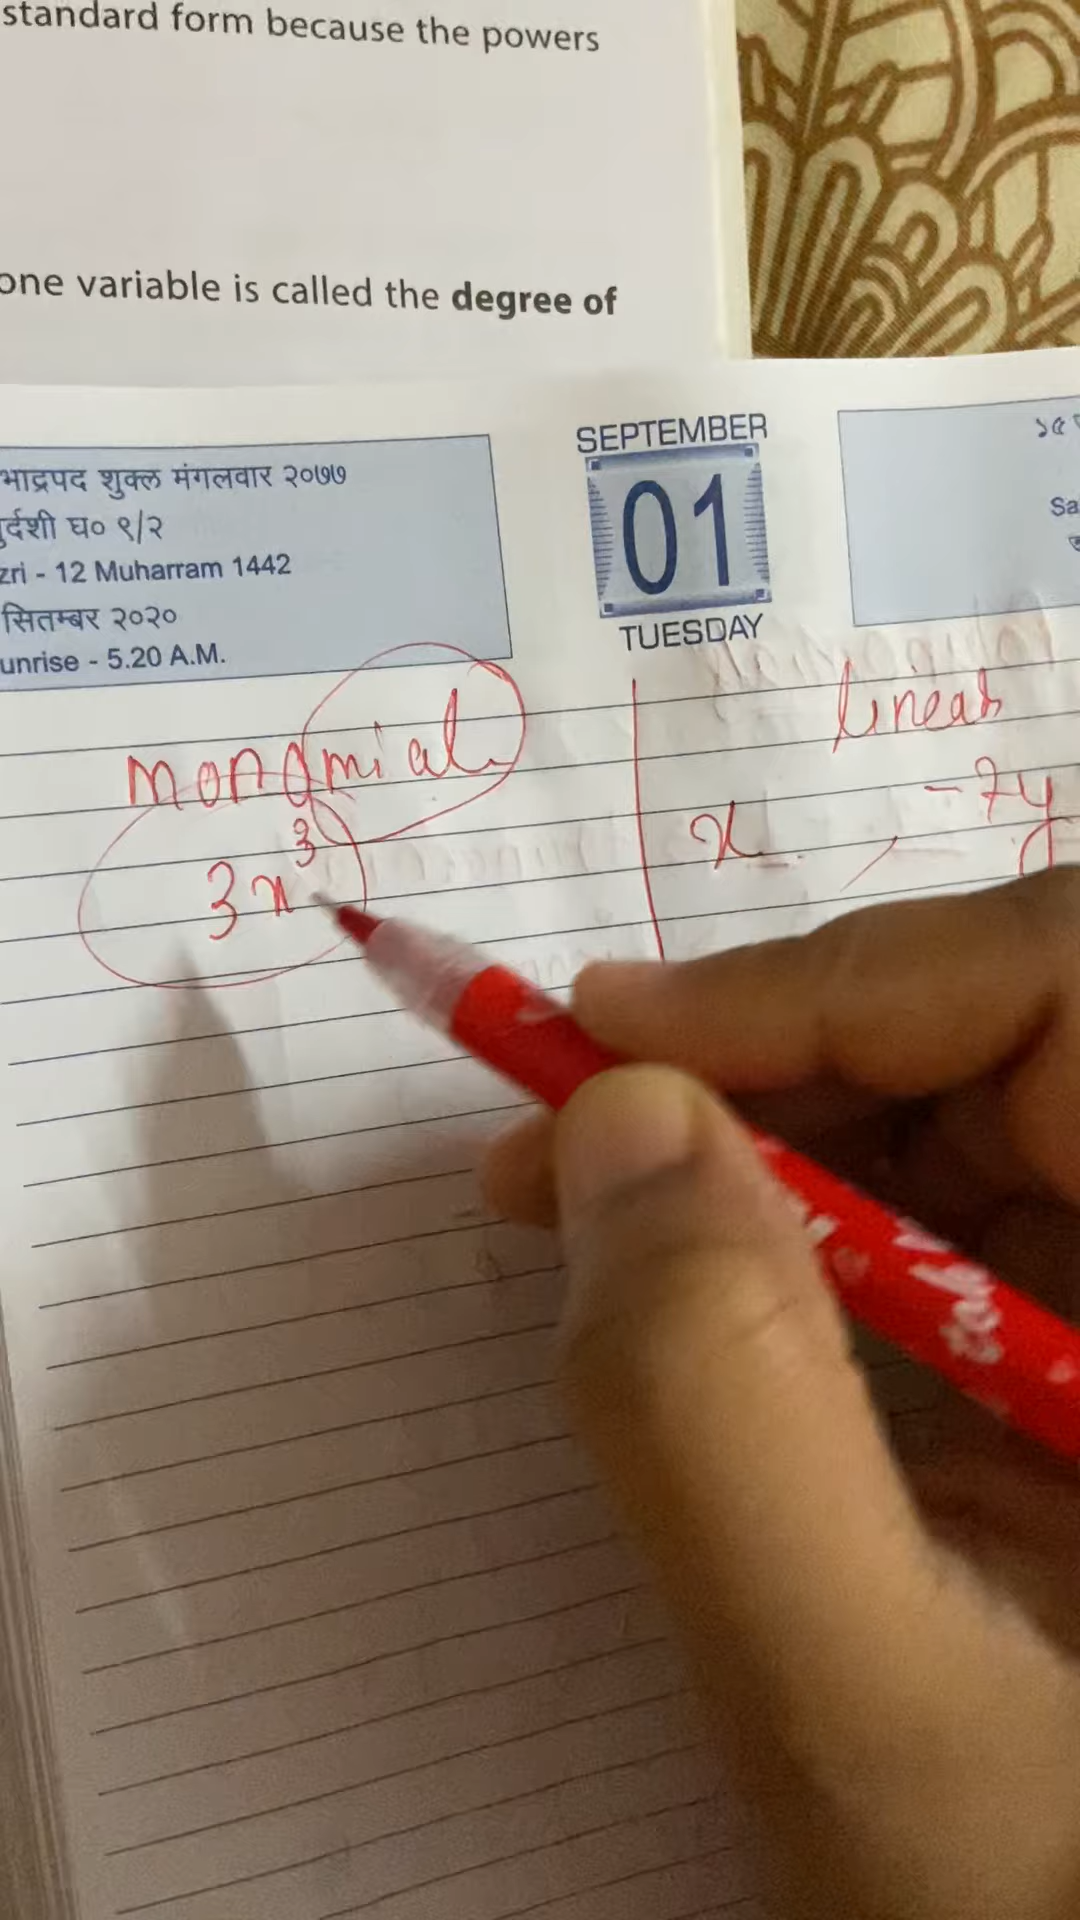 standard form because the powers
one variable is called the degree of
भाद्रपद शुक्ल मंगलवार २०७७
घ० ९/२
zri - 12 Muharram 1442
सितम्बर २०२०
unrise - 5.20 A.M.
SEPTEMBER
01
TUESDAY
Sa
monomial
3x³
linear
x , -7y